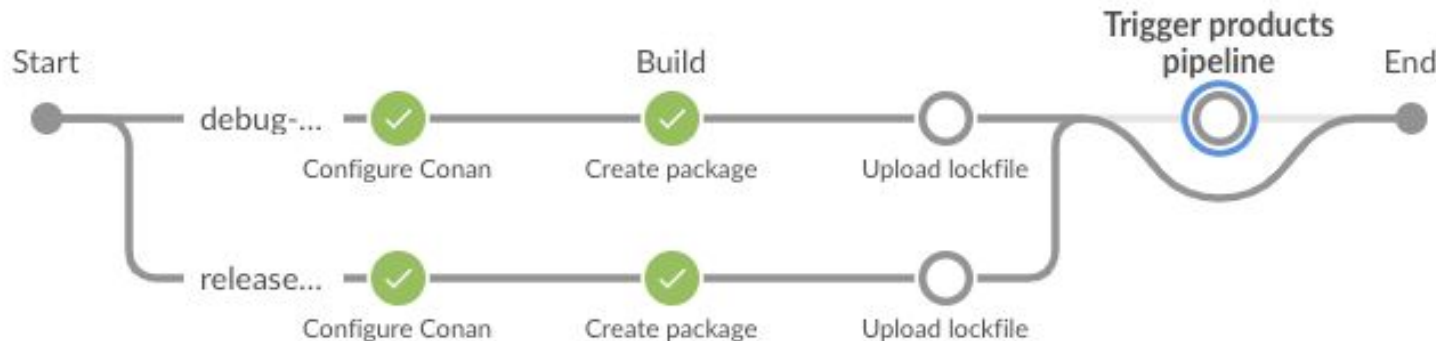 Start
Build
Trigger products
pipeline
End
debug-...
Configure Conan
Create package
Upload lockfile
release...
Configure Conan
Create package
Upload lockfile